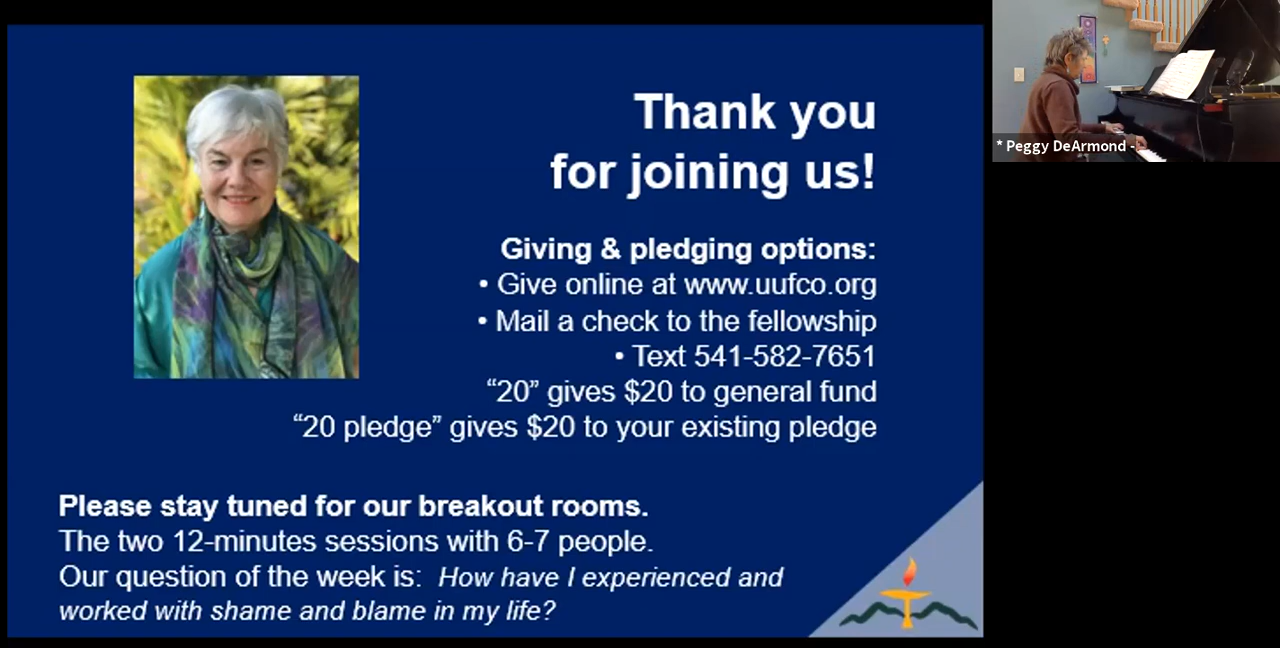 Thank you
for joining us!
Giving & pledging options:
• Give online at www.uufco.org
• Mail a check to the fellowship
• Text 541-582-7651
“20” gives $20 to general fund
“20 pledge” gives $20 to your existing pledge
Please stay tuned for our breakout rooms.
The two 12-minutes sessions with 6-7 people.
Our question of the week is: How have I experienced and
worked with shame and blame in my life?
* Peggy DeArmond -